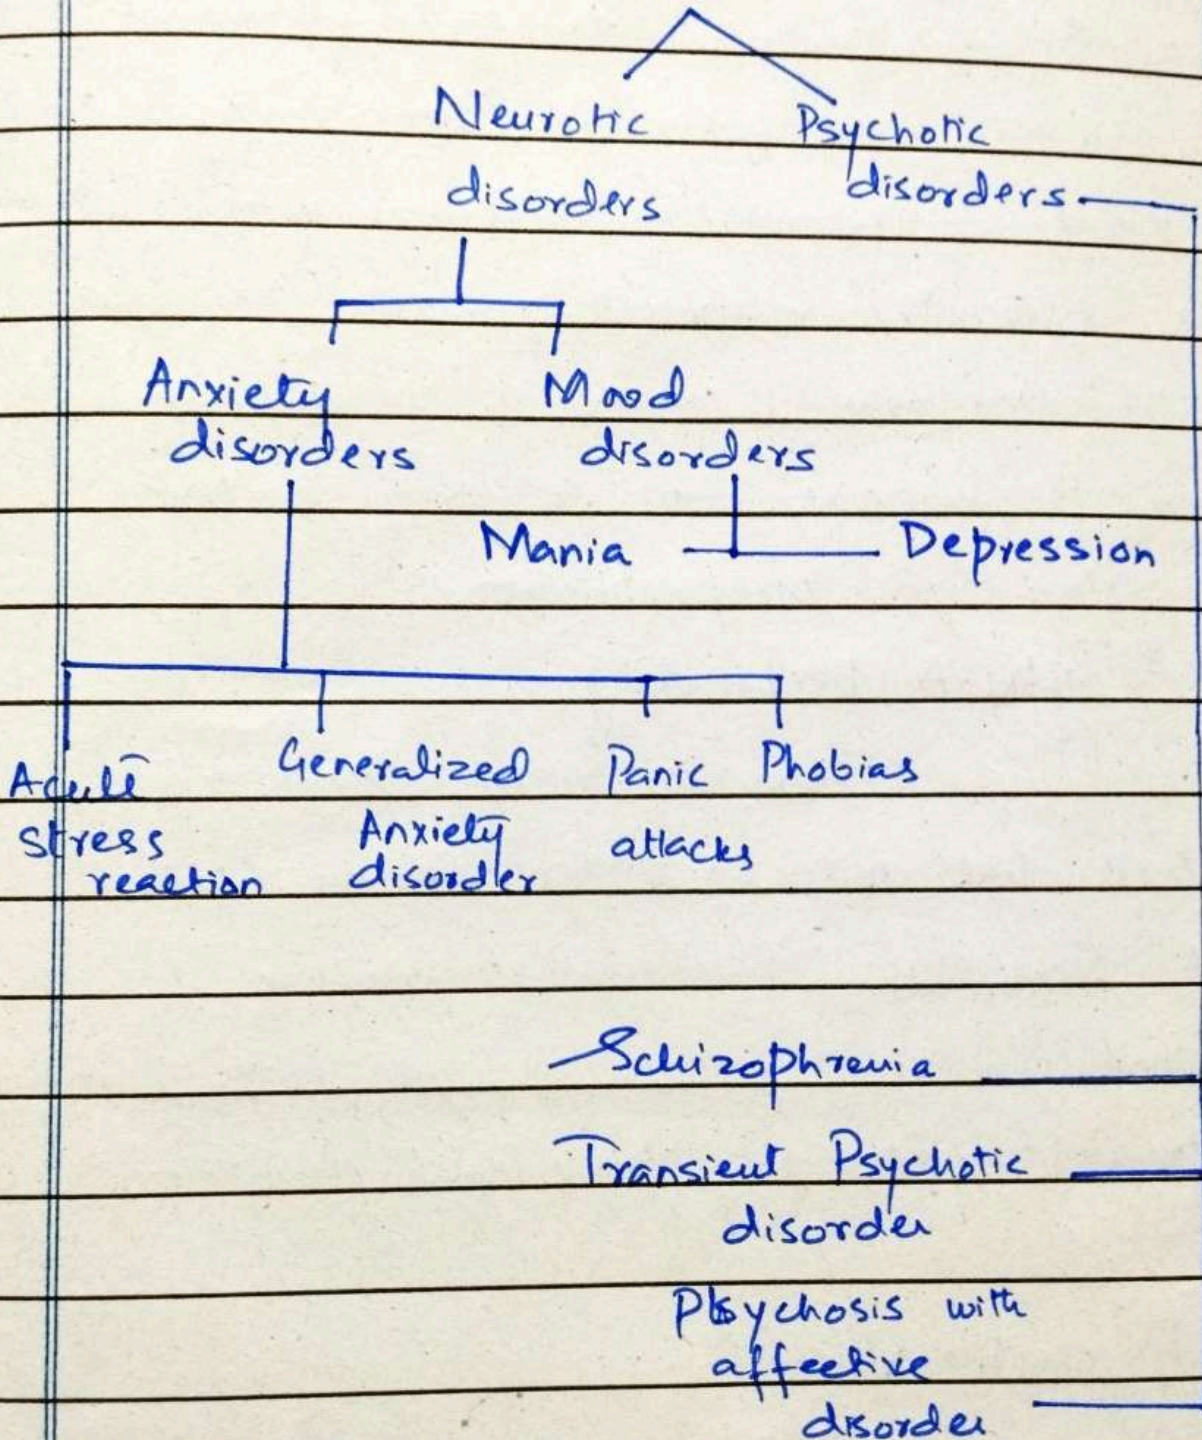 Neurotic Psychotic
disorders disorders
Anxiety Mood
disorders disorders
Mania Depression
Acute Generalized Panic Phobias
stress Anxiety attacks
reaction disorder
Schizophrenia
Transient Psychotic
disorder
Psychosis with
affective
disorder